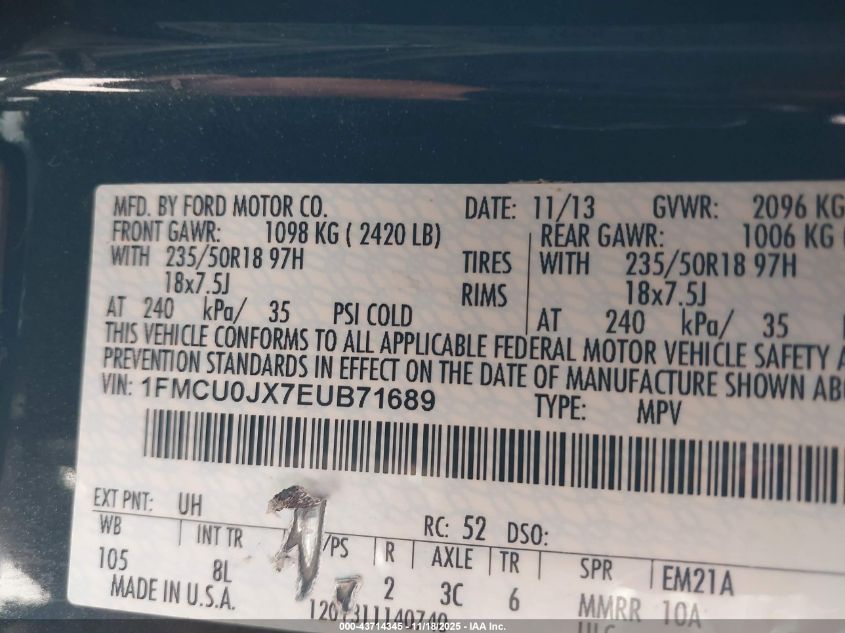 MFD. BY FORD MOTOR CO. DATE: 11/13 GVWR: 2096 KG
FRONT GAWR: 1098 KG ( 2420 LB) REAR GAWR: 1006 KG (
WITH 235/50R18 97H TIRES WITH 235/50R18 97H
18x7.5J RIMS 18x7.5J
AT 240 kPa/ 35 PSI COLD AT 240 kPa/ 35
THIS VEHICLE CONFORMS TO ALL APPLICABLE FEDERAL MOTOR VEHICLE SAFETY
PREVENTION STANDARDS IN EFFECT ON THE DATE OF MANUFACTURE SHOWN AB
VIN: 1FMCU0JX7EUB71689 TYPE: MPV
EXT PNT: UH RC: 52 DSO:
WB INT TR /PS R AXLE TR SPR EM21A
105 8L 2 3C 6 MMRR 10A
MADE IN U.S.A.
000-43714345 - 11/18/2025 - IAA Inc.